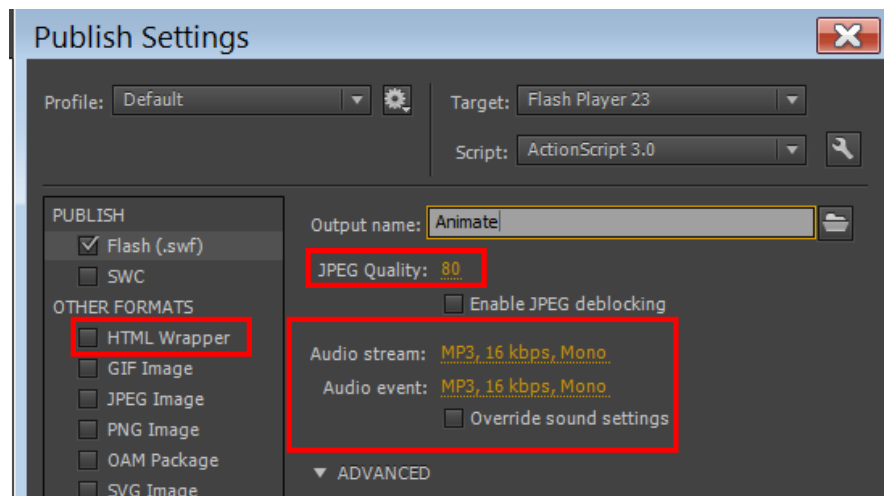 Publish Settings
Profile: Default
Target: Flash Player 23
Script: ActionScript 3.0
PUBLISH
Flash (.swf)
SWC
OTHER FORMATS
HTML Wrapper
GIF Image
JPEG Image
PNG Image
OAM Package
SVG Image
Output name: Animate
JPEG Quality: 80
Enable JPEG deblocking
Audio stream: MP3, 16 kbps, Mono
Audio event: MP3, 16 kbps, Mono
Override sound settings
ADVANCED